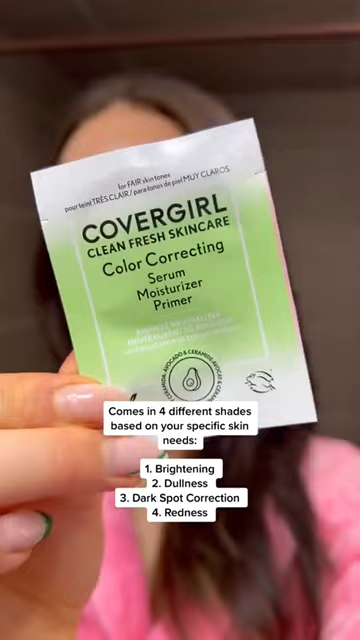 for FAIR skin tones
pour teint TRÈS CLAIR / para tonos de piel MUY CLAROS
COVERGIRL
CLEAN FRESH SKINCARE
Color Correcting
Serum
Moisturizer
Primer
AVOCADO & CERAMIDE
Comes in 4 different shades
based on your specific skin
needs:
1. Brightening
2. Dullness
3. Dark Spot Correction
4. Redness